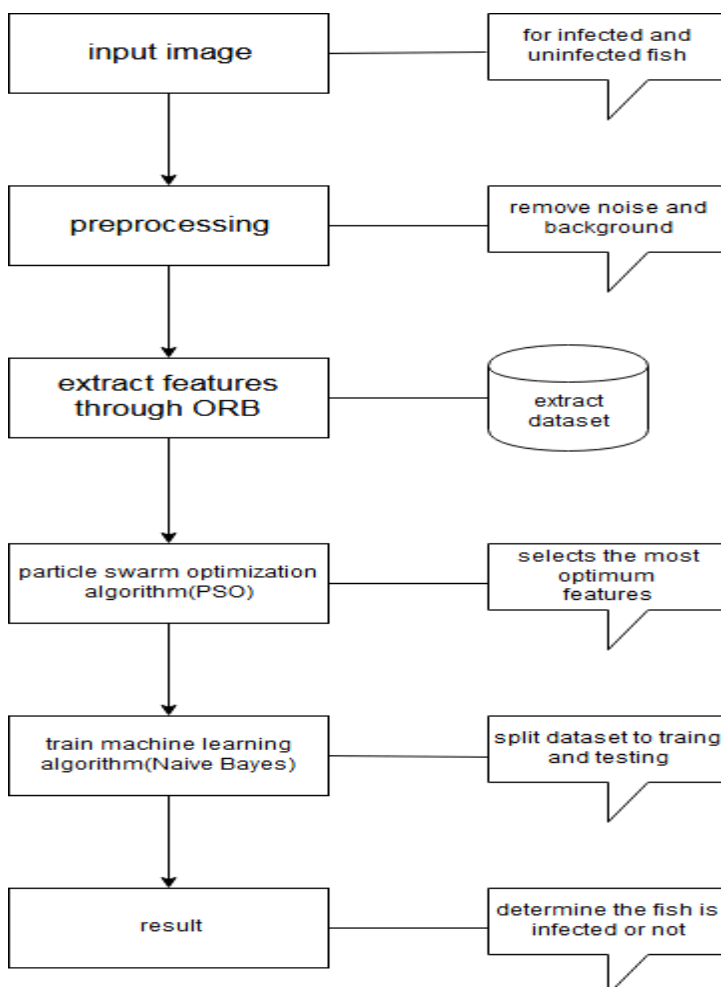 input image
for infected and
uninfected fish
preprocessing
remove noise and
background
extract features
through ORB
extract
dataset
particle swarm optimization
algorithm(PSO)
selects the most
optimum
features
train machine learning
algorithm(Naive Bayes)
split dataset to traing
and testing
result
determine the fish is
infected or not